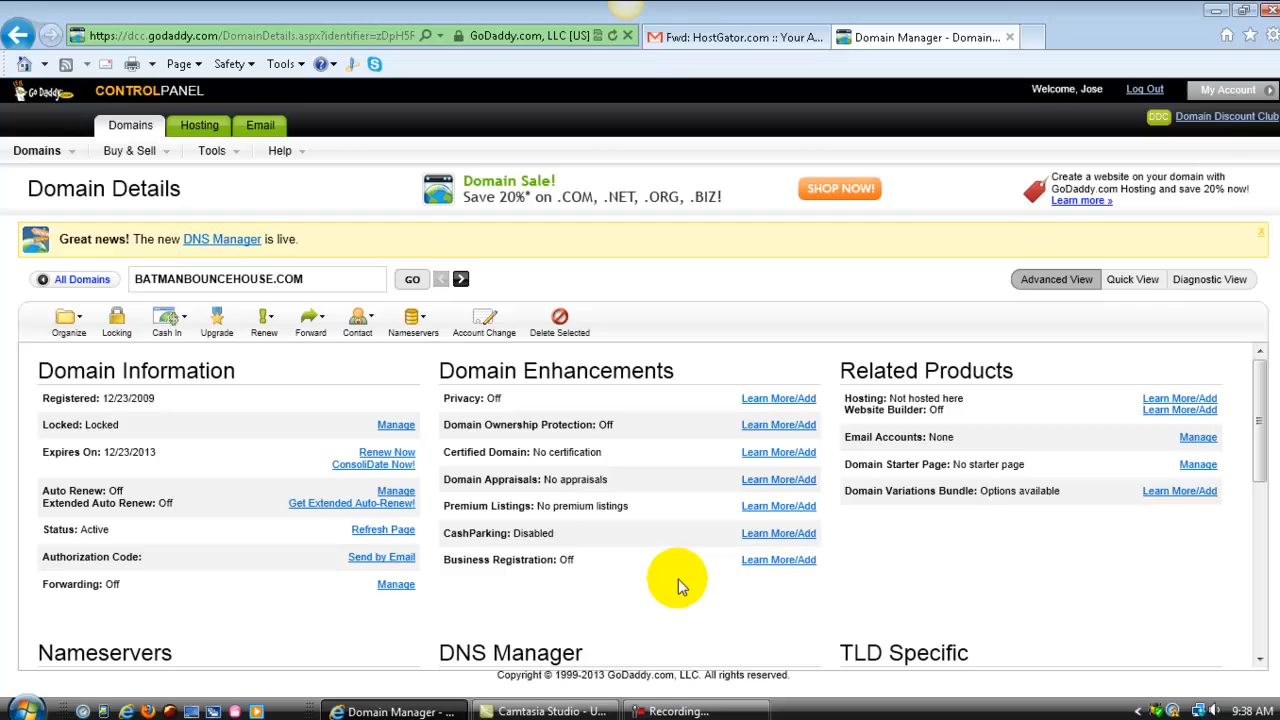 https://dcc.godaddy.com/DomainDetails.aspx?identifier=zDpH5F
GoDaddy.com, LLC [US]
Fwd: HostGator.com :: Your A...
Domain Manager - Domain...
Page
Safety
Tools
Go Daddy.com
CONTROLPANEL
Welcome, Jose
Log Out
My Account
Domains
Hosting
Email
DDC
Domain Discount Club
Domains
Buy & Sell
Tools
Help
Domain Details
Domain Sale!
Save 20%* on .COM, .NET, .ORG, .BIZ!
SHOP NOW!
Create a website on your domain with
GoDaddy.com Hosting and save 20% now!
Learn more »
Great news! The new DNS Manager is live.
x
All Domains
BATMANBOUNCEHOUSE.COM
GO
Advanced View
Quick View
Diagnostic View
Organize
Locking
Cash In
Upgrade
Renew
Forward
Contact
Nameservers
Account Change
Delete Selected
Domain Information
Registered: 12/23/2009
Locked: Locked
Manage
Expires On: 12/23/2013
Renew Now
ConsoliDate Now!
Auto Renew: Off
Manage
Extended Auto Renew: Off
Get Extended Auto-Renew!
Status: Active
Refresh Page
Authorization Code:
Send by Email
Forwarding: Off
Manage
Domain Enhancements
Privacy: Off
Learn More/Add
Domain Ownership Protection: Off
Learn More/Add
Certified Domain: No certification
Learn More/Add
Domain Appraisals: No appraisals
Learn More/Add
Premium Listings: No premium listings
Learn More/Add
CashParking: Disabled
Learn More/Add
Business Registration: Off
Learn More/Add
Related Products
Hosting: Not hosted here
Learn More/Add
Website Builder: Off
Learn More/Add
Email Accounts: None
Manage
Domain Starter Page: No starter page
Manage
Domain Variations Bundle: Options available
Learn More/Add
Nameservers
DNS Manager
TLD Specific
Copyright © 1999-2013 GoDaddy.com, LLC. All rights reserved.
Domain Manager - ...
Camtasia Studio - U...
Recording...
9:38 AM